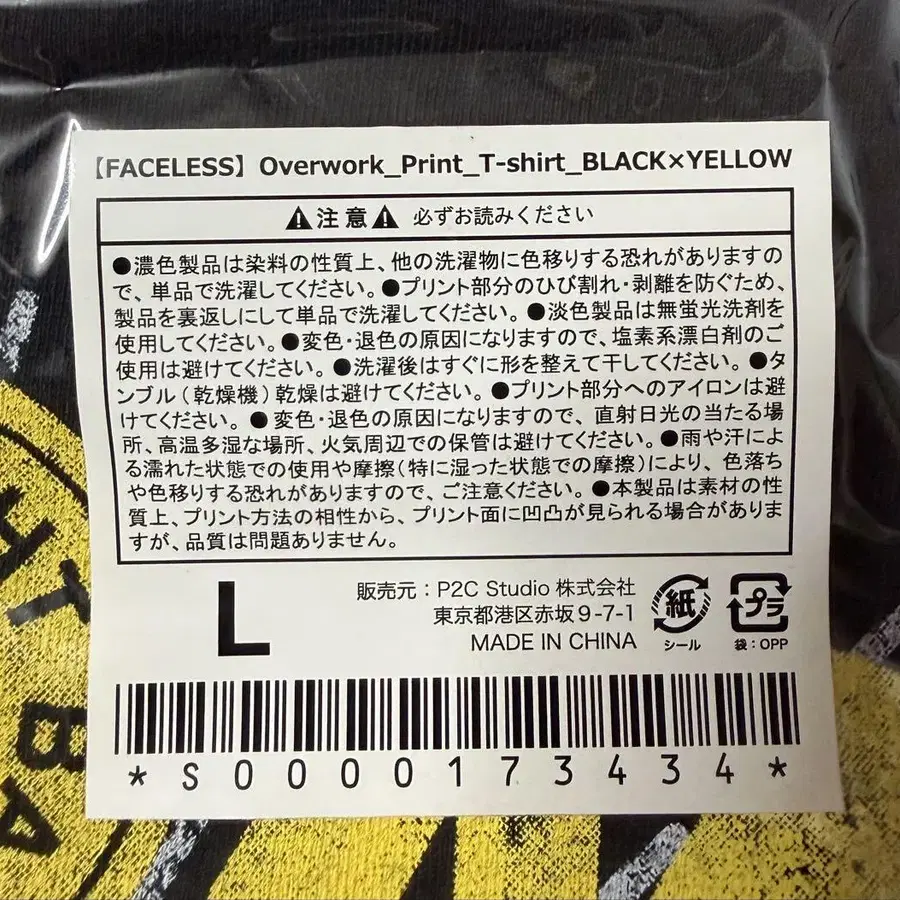 【FACELESS】 Overwork_Print_T-shirt_BLACK×YELLOW
⚠注意⚠ 必ずお読みください
●濃色製品は染料の性質上、他の洗濯物に色移りする恐れがありますの
で、単品で洗濯してください。●プリント部分のひび割れ・剥離を防ぐため、
製品を裏返しにして単品で洗濯してください。●淡色製品は無蛍光洗剤を
使用してください。●変色・退色の原因になりますので、塩素系漂白剤のご
使用は避けてください。●洗濯後はすぐに形を整えて干してください。●タ
ンブル（乾燥機）乾燥は避けてください。●プリント部分へのアイロンは避
けてください。●変色・退色の原因になりますので、直射日光の当たる場
所、高温多湿な場所、火気周辺での保管は避けてください。●雨や汗によ
る濡れた状態での使用や摩擦（特に湿った状態での摩擦）により、色落ち
や色移りする恐れがありますので、ご注意ください。●本製品は素材の性
質上、プリント方法の相性から、プリント面に凹凸が見られる場合がありま
すが、品質は問題ありません。
L
販売元：P2C Studio 株式会社
東京都港区赤坂9-7-1
MADE IN CHINA
紙
シール
プラ
袋：OPP
*S0000173434*
HT BA